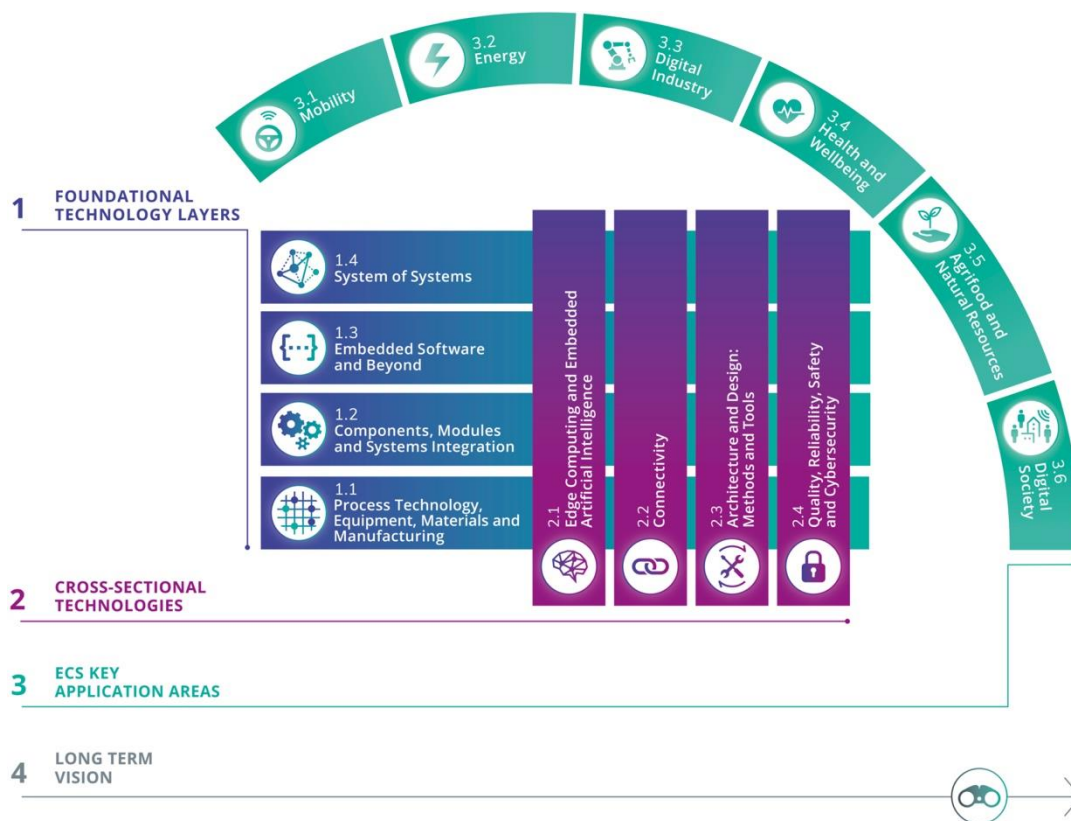 3.1
Mobility
3.2
Energy
3.3
Digital
Industry
3.4
Health and
Wellbeing
3.5
Agrifood and
Natural Resources
3.6
Digital
Society
1
FOUNDATIONAL
TECHNOLOGY LAYERS
1.4
System of Systems
1.3
Embedded Software
and Beyond
1.2
Components, Modules
and Systems Integration
1.1
Process Technology,
Equipment, Materials and
Manufacturing
2.1
Edge Computing and Embedded
Artificial Intelligence
2.2
Connectivity
2.3
Architecture and Design:
Methods and Tools
2.4
Quality, Reliability, Safety
and Cybersecurity
2
CROSS-SECTIONAL
TECHNOLOGIES
3
ECS KEY
APPLICATION AREAS
4
LONG TERM
VISION